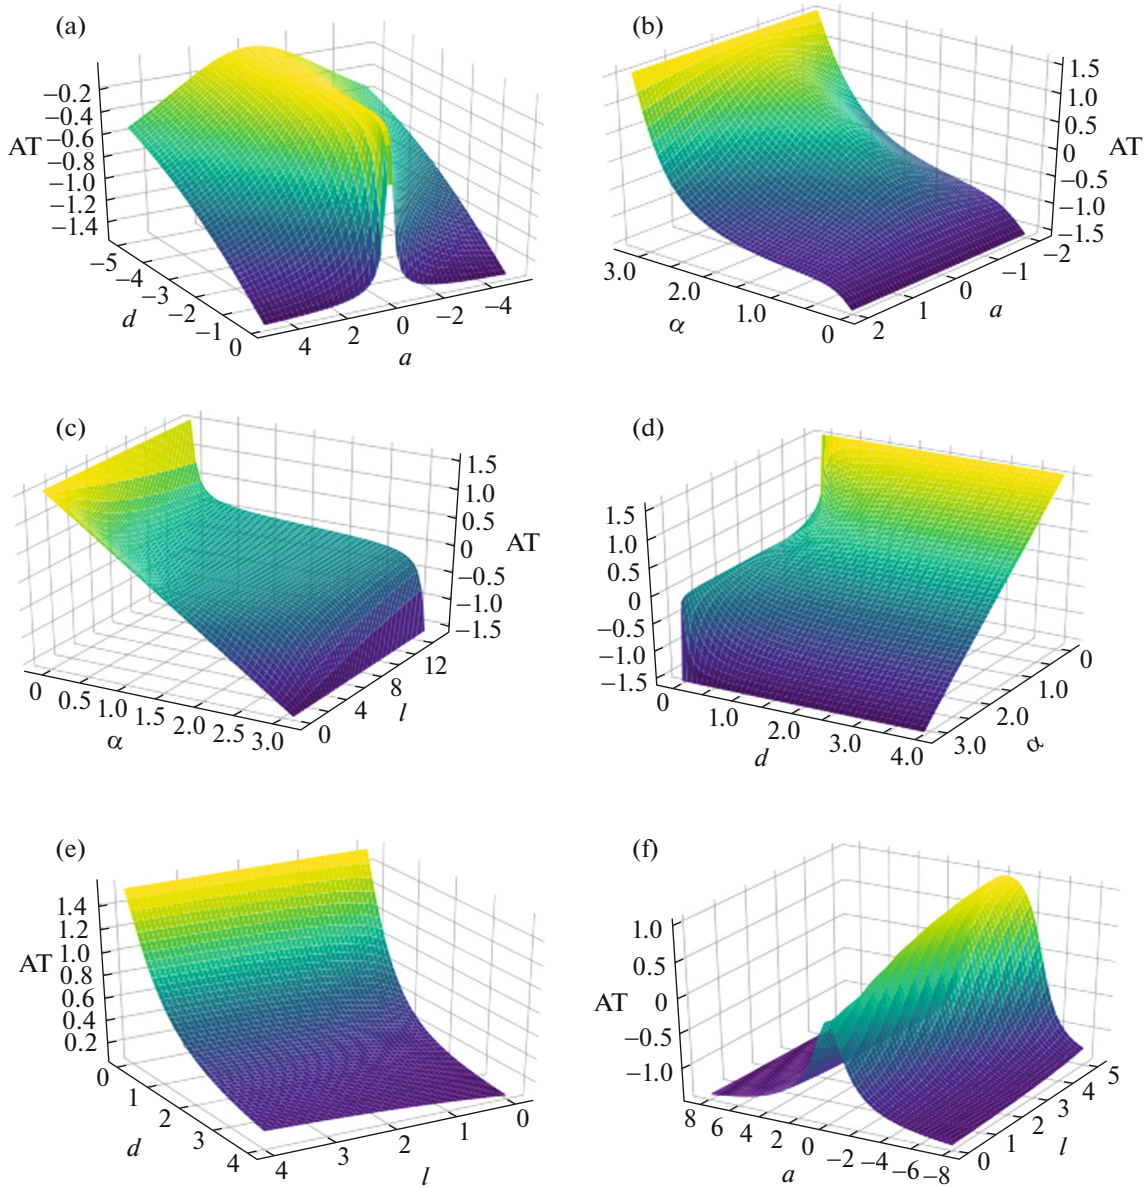 (a)
−0.2
−0.4
−0.6
AT −0.8
−1.0
−1.2
−1.4
−5
−4
−3
−2
−1
0
d
4 2 0 −2 −4
a
(b)
1.5
1.0
0.5
0 AT
−0.5
−1.0
−1.5
3.0 2.0 1.0 0
α
2 1 0 −1 −2
a
(c)
1.5
1.0
0.5
0 AT
−0.5
−1.0
−1.5
0 0.5 1.0 1.5 2.0 2.5 3.0
α
0 4 8 12
l
(d)
1.5
1.0
0.5
0
−0.5
−1.0
−1.5
0 1.0 2.0 3.0 4.0
d
3.0 2.0 1.0 0
α
(e)
1.4
1.2
1.0
AT 0.8
0.6
0.4
0.2
0 1 2 3 4
d
4 3 2 1 0
l
(f)
1.0
0.5
AT 0
−0.5
−1.0
8 6 4 2 0 −2 −4 −6 −8
a
0 1 2 3 4 5
l